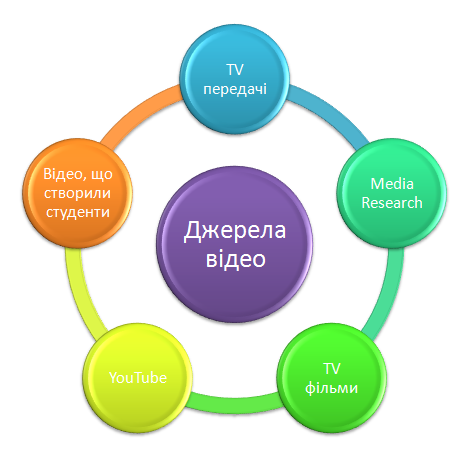 TV
передачі
Media
Research
TV
фільми
YouTube
Відео, що
створили
студенти
Джерела
відео